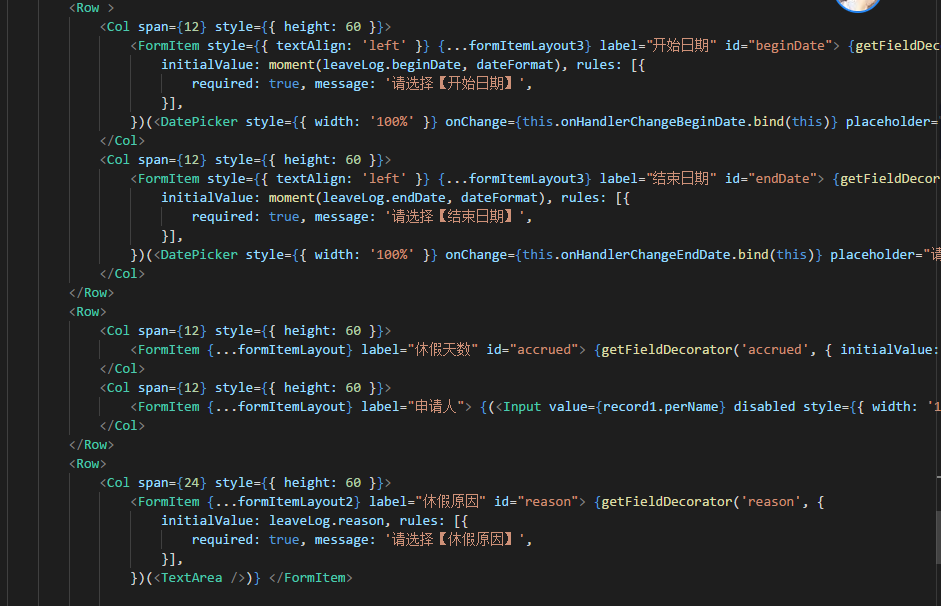 <Row >
<Col span={12} style={{ height: 60 }}>
<FormItem style={{ textAlign: 'left' }} {...formItemLayout3} label="开始日期" id="beginDate"> {getFieldDec
initialValue: moment(leaveLog.beginDate, dateFormat), rules: [{
required: true, message: '请选择【开始日期】',
}],
})(<DatePicker style={{ width: '100%' }} onChange={this.onHandlerChangeBeginDate.bind(this)} placeholder=
</Col>
<Col span={12} style={{ height: 60 }}>
<FormItem style={{ textAlign: 'left' }} {...formItemLayout3} label="结束日期" id="endDate"> {getFieldDecor
initialValue: moment(leaveLog.endDate, dateFormat), rules: [{
required: true, message: '请选择【结束日期】',
}],
})(<DatePicker style={{ width: '100%' }} onChange={this.onHandlerChangeEndDate.bind(this)} placeholder="请
</Col>
</Row>
<Row>
<Col span={12} style={{ height: 60 }}>
<FormItem {...formItemLayout} label="休假天数" id="accrued"> {getFieldDecorator('accrued', { initialValue:
</Col>
<Col span={12} style={{ height: 60 }}>
<FormItem {...formItemLayout} label="申请人"> {(<Input value={record1.perName} disabled style={{ width: '1
</Col>
</Row>
<Row>
<Col span={24} style={{ height: 60 }}>
<FormItem {...formItemLayout2} label="休假原因" id="reason"> {getFieldDecorator('reason', {
initialValue: leaveLog.reason, rules: [{
required: true, message: '请选择【休假原因】',
}],
})(<TextArea />)} </FormItem>